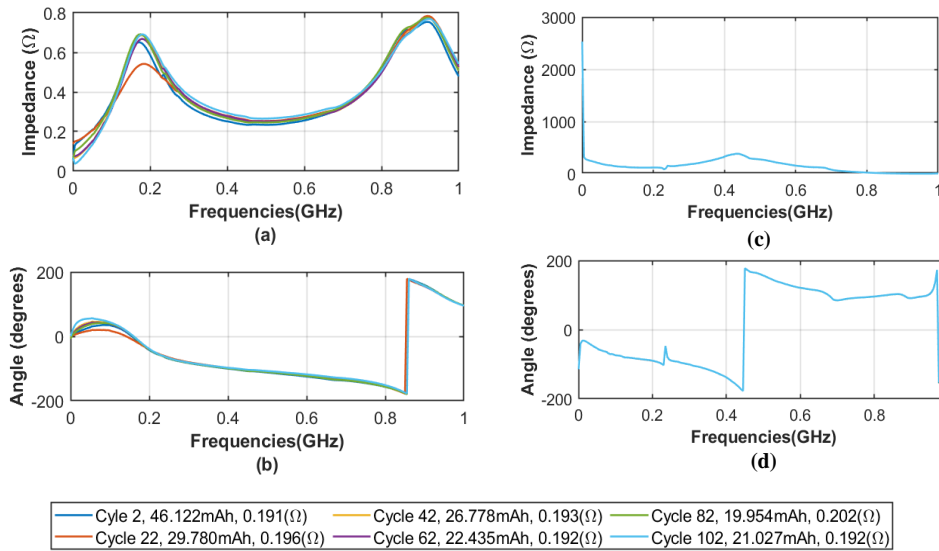 0.8
0.6
0.4
0.2
0
Impedance (Ω)
0 0.2 0.4 0.6 0.8 1
Frequencies(GHz)
(a)
3000
2000
1000
0
Impedance (Ω)
0 0.2 0.4 0.6 0.8 1
Frequencies(GHz)
(c)
200
0
-200
Angle (degrees)
0 0.2 0.4 0.6 0.8 1
Frequencies(GHz)
(b)
200
0
-200
Angle (degrees)
0 0.2 0.4 0.6 0.8
Frequencies(GHz)
(d)
Cyle 2, 46.122mAh, 0.191(Ω) Cycle 42, 26.778mAh, 0.193(Ω) Cycle 82, 19.954mAh, 0.202(Ω)
Cycle 22, 29.780mAh, 0.196(Ω) Cycle 62, 22.435mAh, 0.192(Ω) Cycle 102, 21.027mAh, 0.192(Ω)